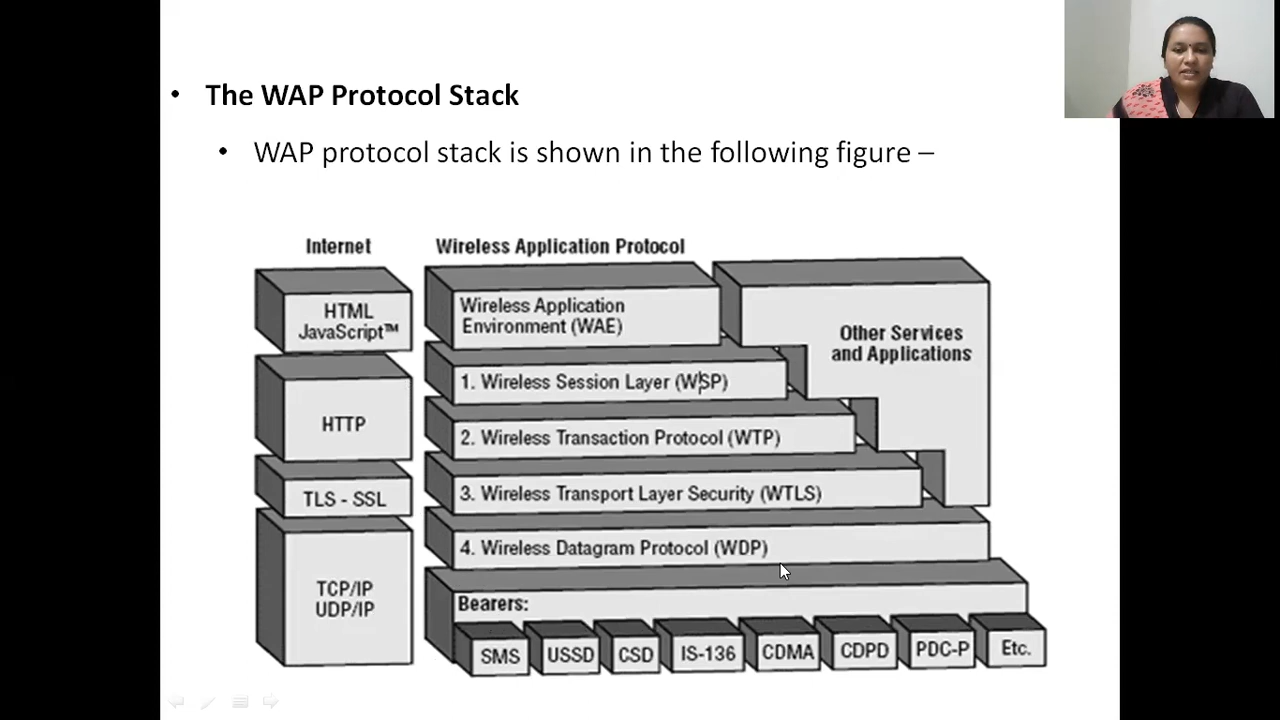 • The WAP Protocol Stack
• WAP protocol stack is shown in the following figure –
Internet
Wireless Application Protocol
HTML
JavaScript™
HTTP
TLS - SSL
TCP/IP
UDP/IP
Wireless Application
Environment (WAE)
1. Wireless Session Layer (WSP)
2. Wireless Transaction Protocol (WTP)
3. Wireless Transport Layer Security (WTLS)
4. Wireless Datagram Protocol (WDP)
Other Services
and Applications
Bearers:
SMS USSD CSD IS-136 CDMA CDPD PDC-P Etc.